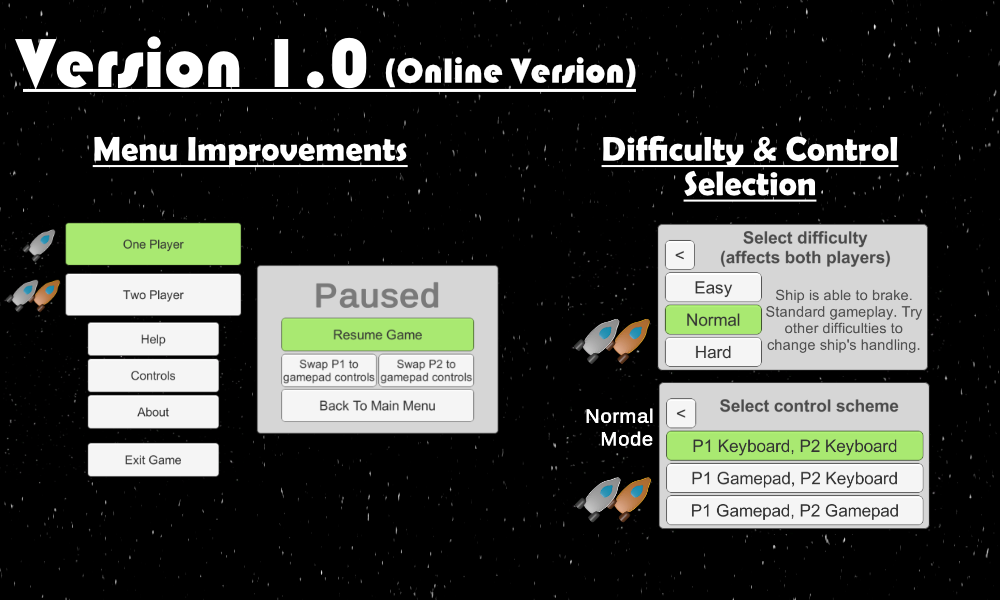 Version 1.0 (Online Version)
Menu Improvements
One Player
Two Player
Help
Controls
About
Exit Game
Paused
Resume Game
Swap P1 to
gamepad controls
Swap P2 to
gamepad controls
Back To Main Menu
Difficulty & Control
Selection
<
Select difficulty
(affects both players)
Easy
Normal
Hard
Ship is able to brake.
Standard gameplay. Try
other difficulties to
change ship's handling.
Normal
Mode
<
Select control scheme
P1 Keyboard, P2 Keyboard
P1 Gamepad, P2 Keyboard
P1 Gamepad, P2 Gamepad